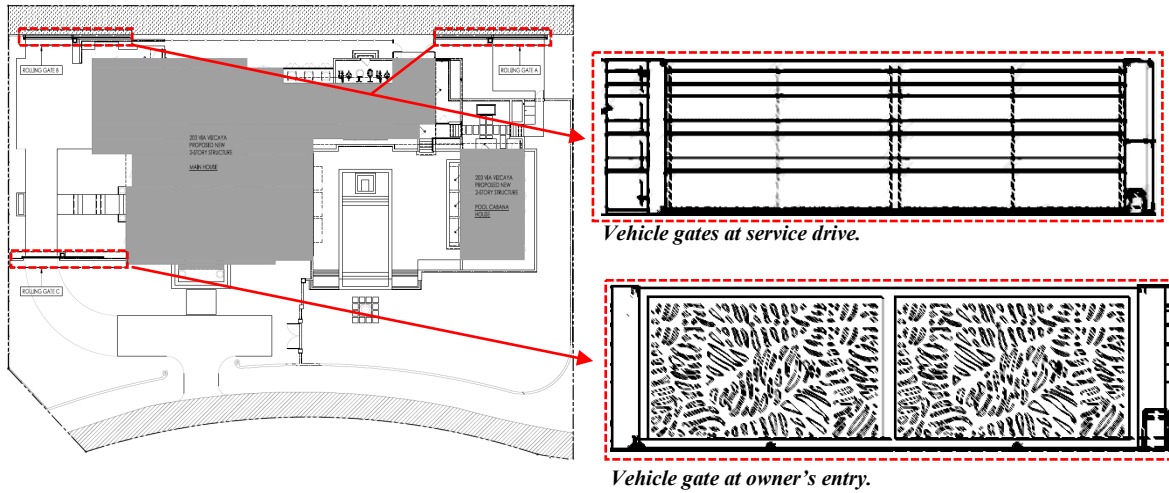 ROLLING GATE B
ROLLING GATE A
203 VIA VIZCAYA
PROPOSED NEW
2-STORY STRUCTURE
MAIN HOUSE
203 VIA VIZCAYA
PROPOSED NEW
2-STORY STRUCTURE
POOL CABANA
HOUSE
ROLLING GATE C
Vehicle gates at service drive.
Vehicle gate at owner's entry.